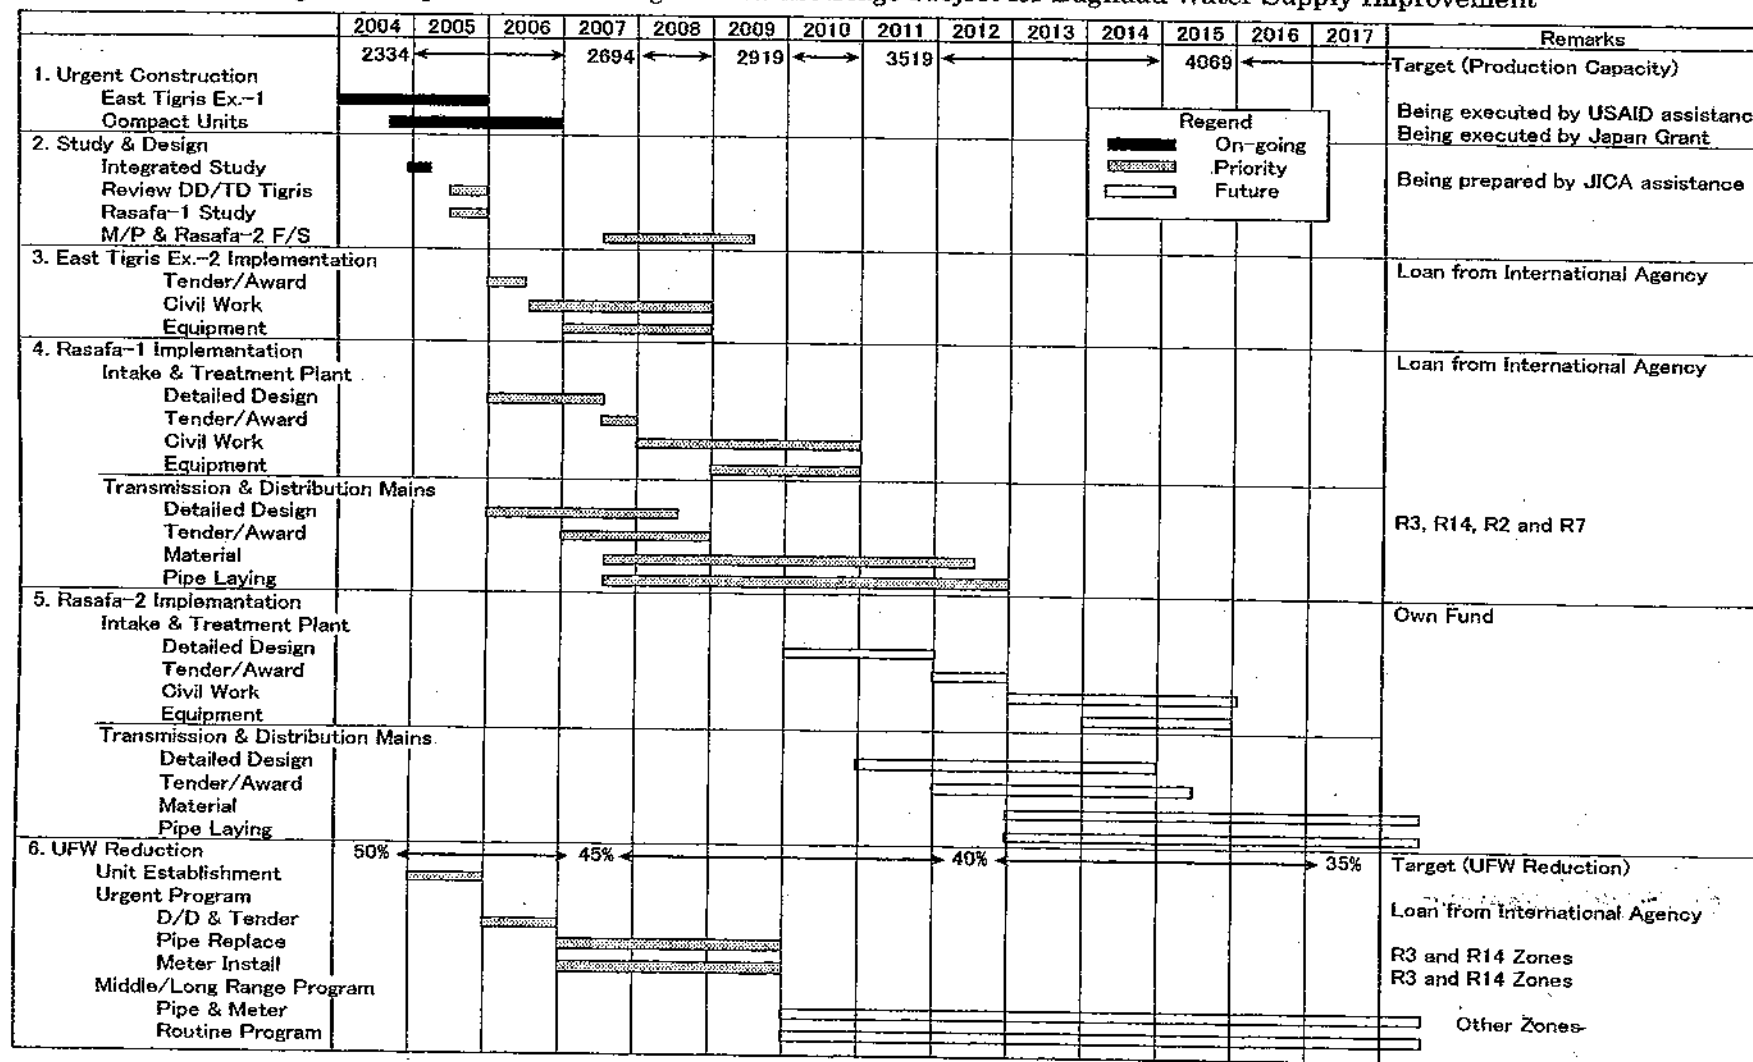 Baghdad Water Supply Improvement
2004 2005 2006 2007 2008 2009 2010 2011 2012 2013 2014 2015 2016 2017 Remarks
2334 2694 2919 3519 4069 Target (Production Capacity)
1. Urgent Construction
East Tigris Ex.-1 Being executed by USAID assistanc
Compact Units Being executed by Japan Grant
Regend
On-going
Priority
Future
2. Study & Design
Integrated Study Being prepared by JICA assistance
Review DD/TD Tigris
Rasafa-1 Study
M/P & Rasafa-2 F/S
3. East Tigris Ex.-2 Implementation Loan from International Agency
Tender/Award
Civil Work
Equipment
4. Rasafa-1 Implemantation Loan from International Agency
Intake & Treatment Plant
Detailed Design
Tender/Award
Civil Work
Equipment
Transmission & Distribution Mains
Detailed Design R3, R14, R2 and R7
Tender/Award
Material
Pipe Laying
5. Rasafa-2 Implemantation Own Fund
Intake & Treatment Plant
Detailed Design
Tender/Award
Civil Work
Equipment
Transmission & Distribution Mains
Detailed Design
Tender/Award
Material
Pipe Laying
6. UFW Reduction 50% 45% 40% 35% Target (UFW Reduction)
Unit Establishment
Urgent Program Loan from International Agency
D/D & Tender
Pipe Replace R3 and R14 Zones
Meter Install R3 and R14 Zones
Middle/Long Range Program
Pipe & Meter Other Zones
Routine Program